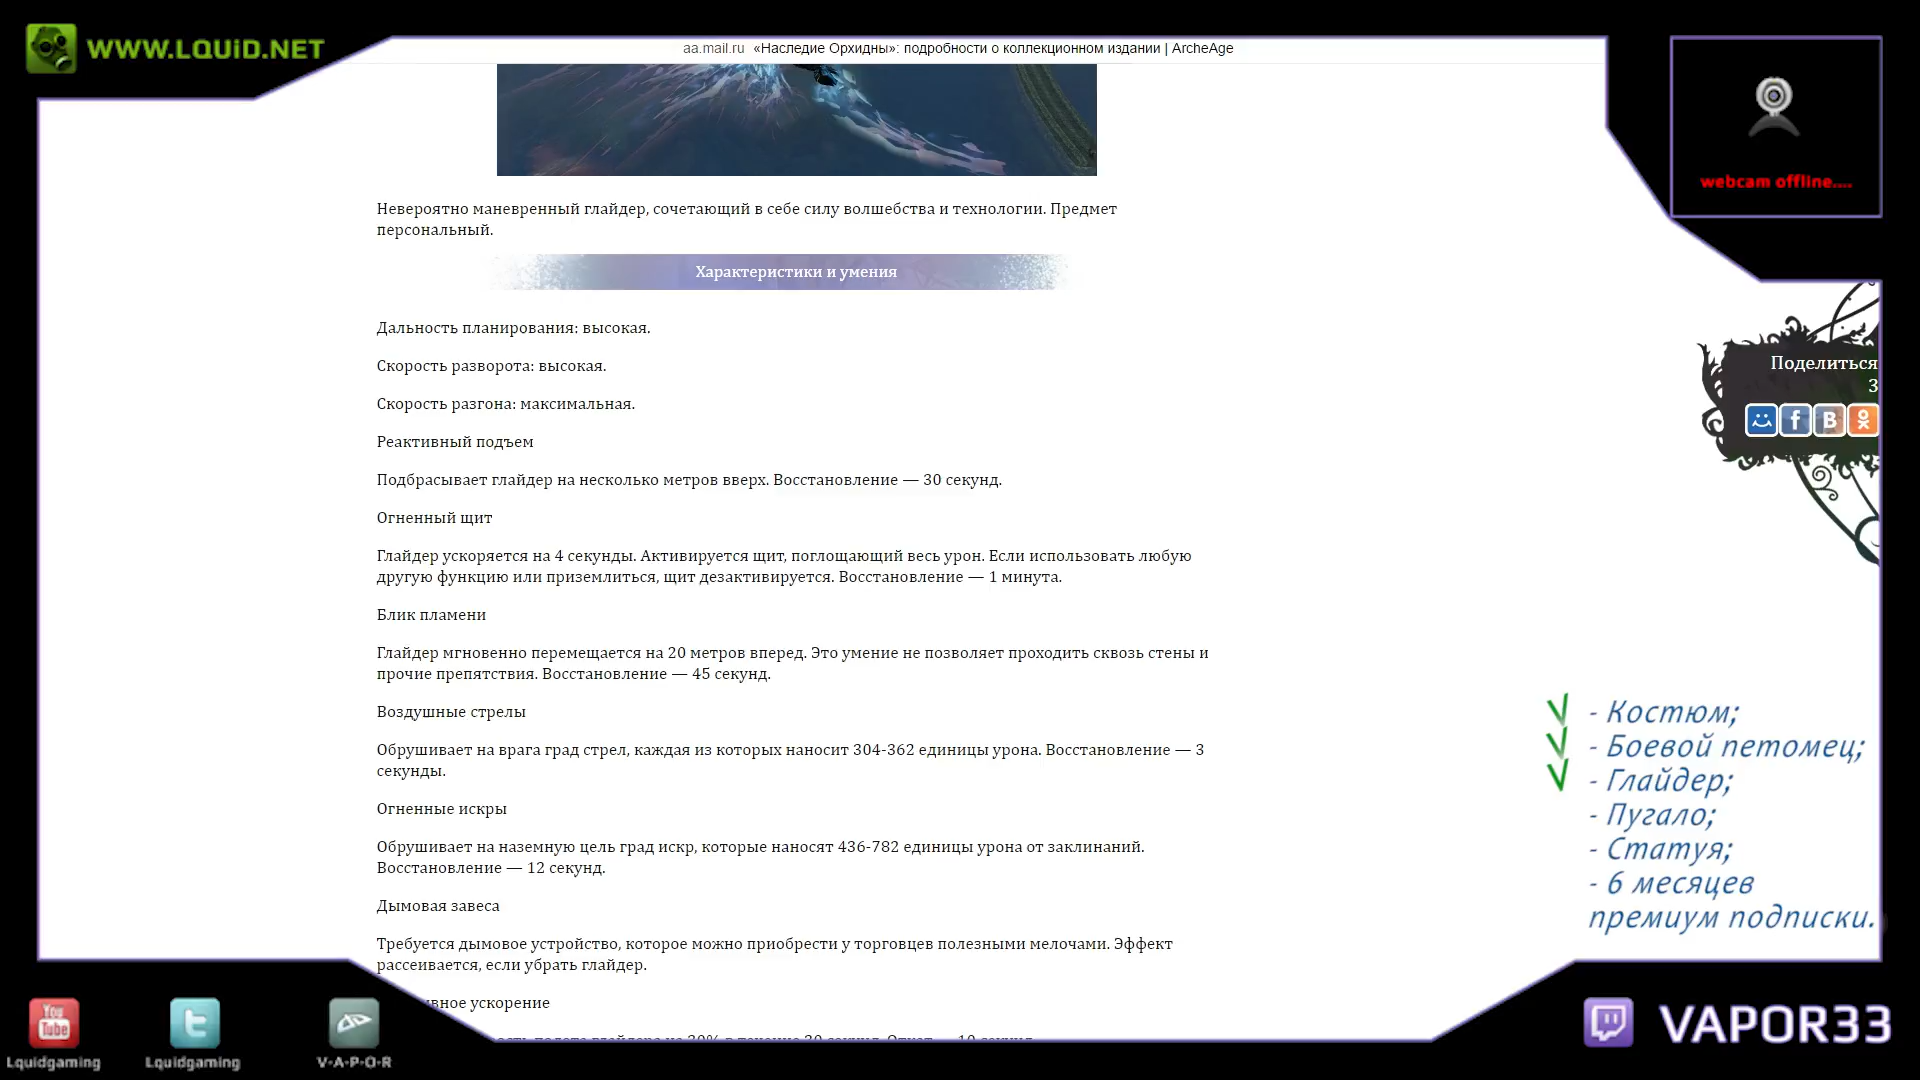 WWW.LQUiD.NET
aa.mail.ru «Наследие Орхидны»: подробности о коллекционном издании | ArcheAge
webcam offline....
Невероятно маневренный глайдер, сочетающий в себе силу волшебства и технологии. Предмет
персональный.
Характеристики и умения
Дальность планирования: высокая.
Скорость разворота: высокая.
Скорость разгона: максимальная.
Реактивный подъем
Подбрасывает глайдер на несколько метров вверх. Восстановление — 30 секунд.
Огненный щит
Глайдер ускоряется на 4 секунды. Активируется щит, поглощающий весь урон. Если использовать любую
другую функцию или приземлиться, щит дезактивируется. Восстановление — 1 минута.
Блик пламени
Глайдер мгновенно перемещается на 20 метров вперед. Это умение не позволяет проходить сквозь стены и
прочие препятствия. Восстановление — 45 секунд.
Воздушные стрелы
Обрушивает на врага град стрел, каждая из которых наносит 304-362 единицы урона. Восстановление — 3
секунды.
Огненные искры
Обрушивает на наземную цель град искр, которые наносят 436-782 единицы урона от заклинаний.
Восстановление — 12 секунд.
Дымовая завеса
Требуется дымовое устройство, которое можно приобрести у торговцев полезными мелочами. Эффект
рассеивается, если убрать глайдер.
ускорение
Поделиться
3
f B
- Костюм;
- Боевой петомец;
- Глайдер;
- Пугало;
- Статуя;
- 6 месяцев
премиум подписки.
You
Tube
t
Lquidgaming
Lquidgaming
V-A-P-O-R
VAPOR33